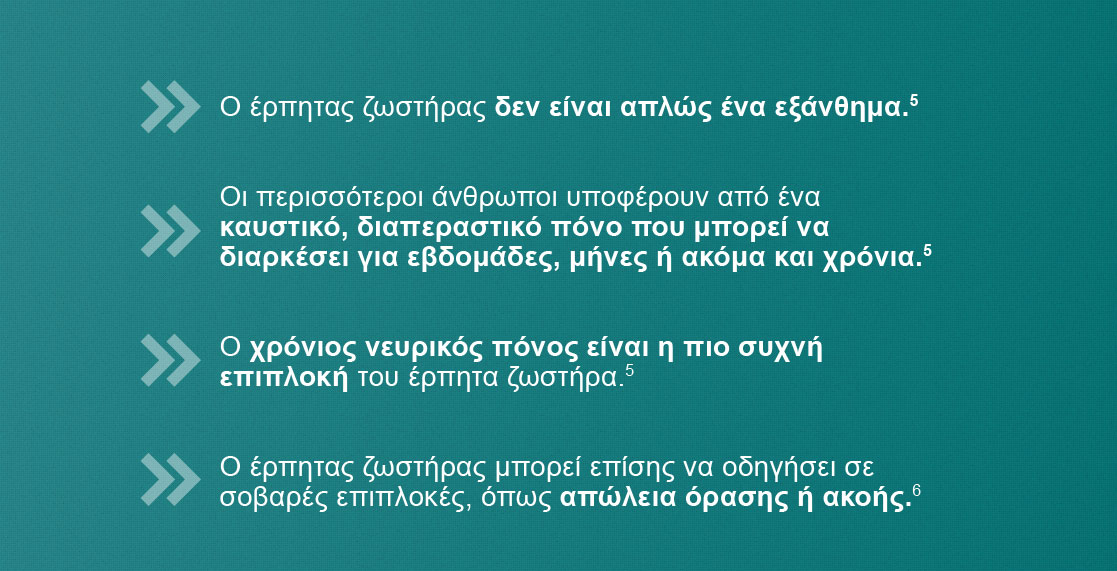 Ο έρπητας ζωστήρας δεν είναι απλώς ένα εξάνθημα.⁵
Οι περισσότεροι άνθρωποι υποφέρουν από ένα
καυστικό, διαπεραστικό πόνο που μπορεί να
διαρκέσει για εβδομάδες, μήνες ή ακόμα και χρόνια.⁵
Ο χρόνιος νευρικός πόνος είναι η πιο συχνή
επιπλοκή του έρπητα ζωστήρα.⁵
Ο έρπητας ζωστήρας μπορεί επίσης να οδηγήσει σε
σοβαρές επιπλοκές, όπως απώλεια όρασης ή ακοής.⁶